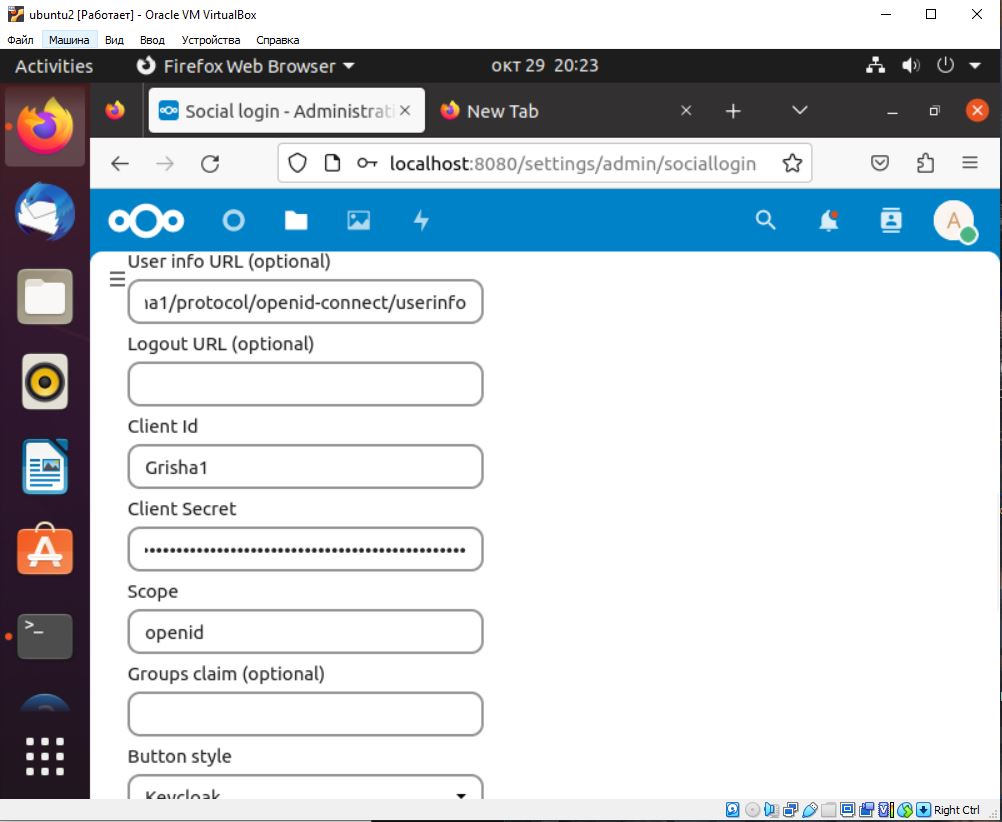 ubuntu2 [Работает] - Oracle VM VirtualBox
Файл Машина Вид Ввод Устройства Справка
Activities Firefox Web Browser окт 29 20:23
Social login - Administrati New Tab
localhost:8080/settings/admin/sociallogin
A
User info URL (optional)
a1/protocol/openid-connect/userinfo
Logout URL (optional)
Client Id
Grisha1
Client Secret
Scope
openid
Groups claim (optional)
Button style
Keycloak
Right Ctrl